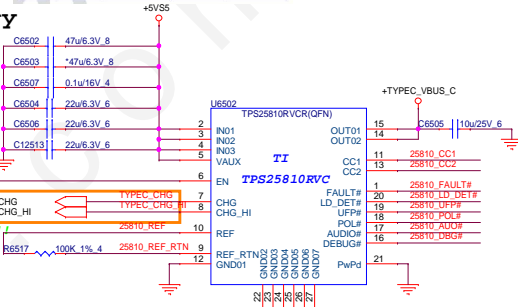 Y
+5VS5
C6502 47u/6.3V_8
C6503 *47u/6.3V_8
C6507 0.1u/16V_4
C6504 22u/6.3V_6
C6506 22u/6.3V_6
C12513 22u/6.3V_6
U6502
TPS25810RVCR(QFN)
TI
TPS25810RVC
2 IN01
3 IN02
4 IN03
5 VAUX
6 EN
7 CHG
8 CHG_HI
10 REF
9 REF_RTN
12 GND01
GND02
GND03
GND04
GND05
GND06
GND07
22
23
24
25
26
27
OUT01 15
OUT02 14
CC1 11 25810_CC1
CC2 13 25810_CC2
FAULT# 1 25810_FAULT#
LD_DET# 20 25810_LD_DET#
UFP# 19 25810_UFP#
POL# 18 25810_POL#
AUDIO# 17 25810_AUO#
DEBUG# 16 25810_DBG#
PwPd 21
+TYPEC_VBUS_C
C6505 10u/25V_6
CHG TYPEC_CHG
CHG_HI TYPEC_CHG_HI
25810_REF
R6517 100K_1%_4 25810_REF_RTN